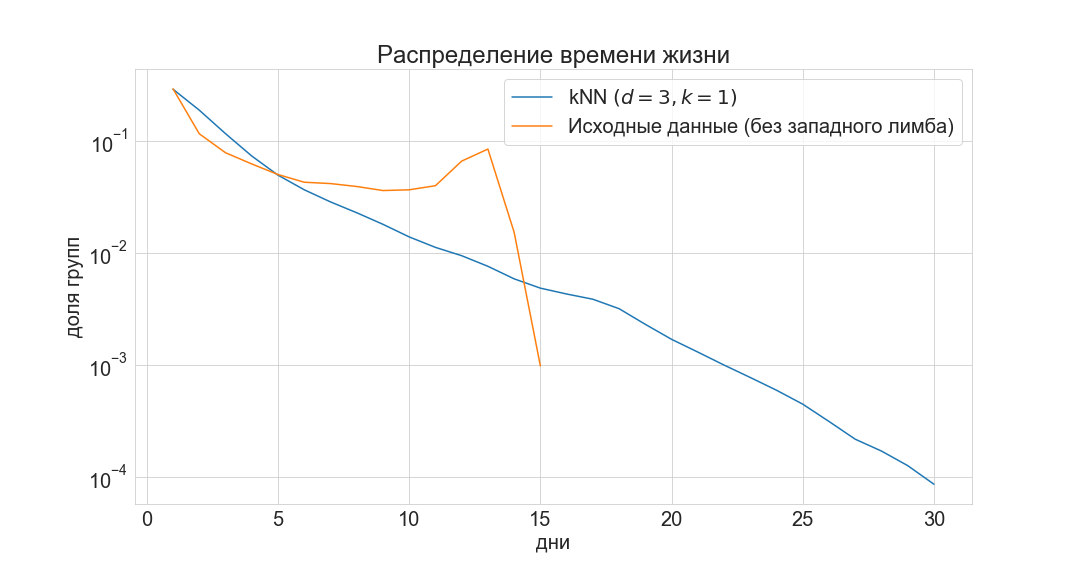 Распределение времени жизни
kNN (d = 3, k = 1)
Исходные данные (без западного лимба)
доля групп
10⁻¹
10⁻²
10⁻³
10⁻⁴
0 5 10 15 20 25 30
дни